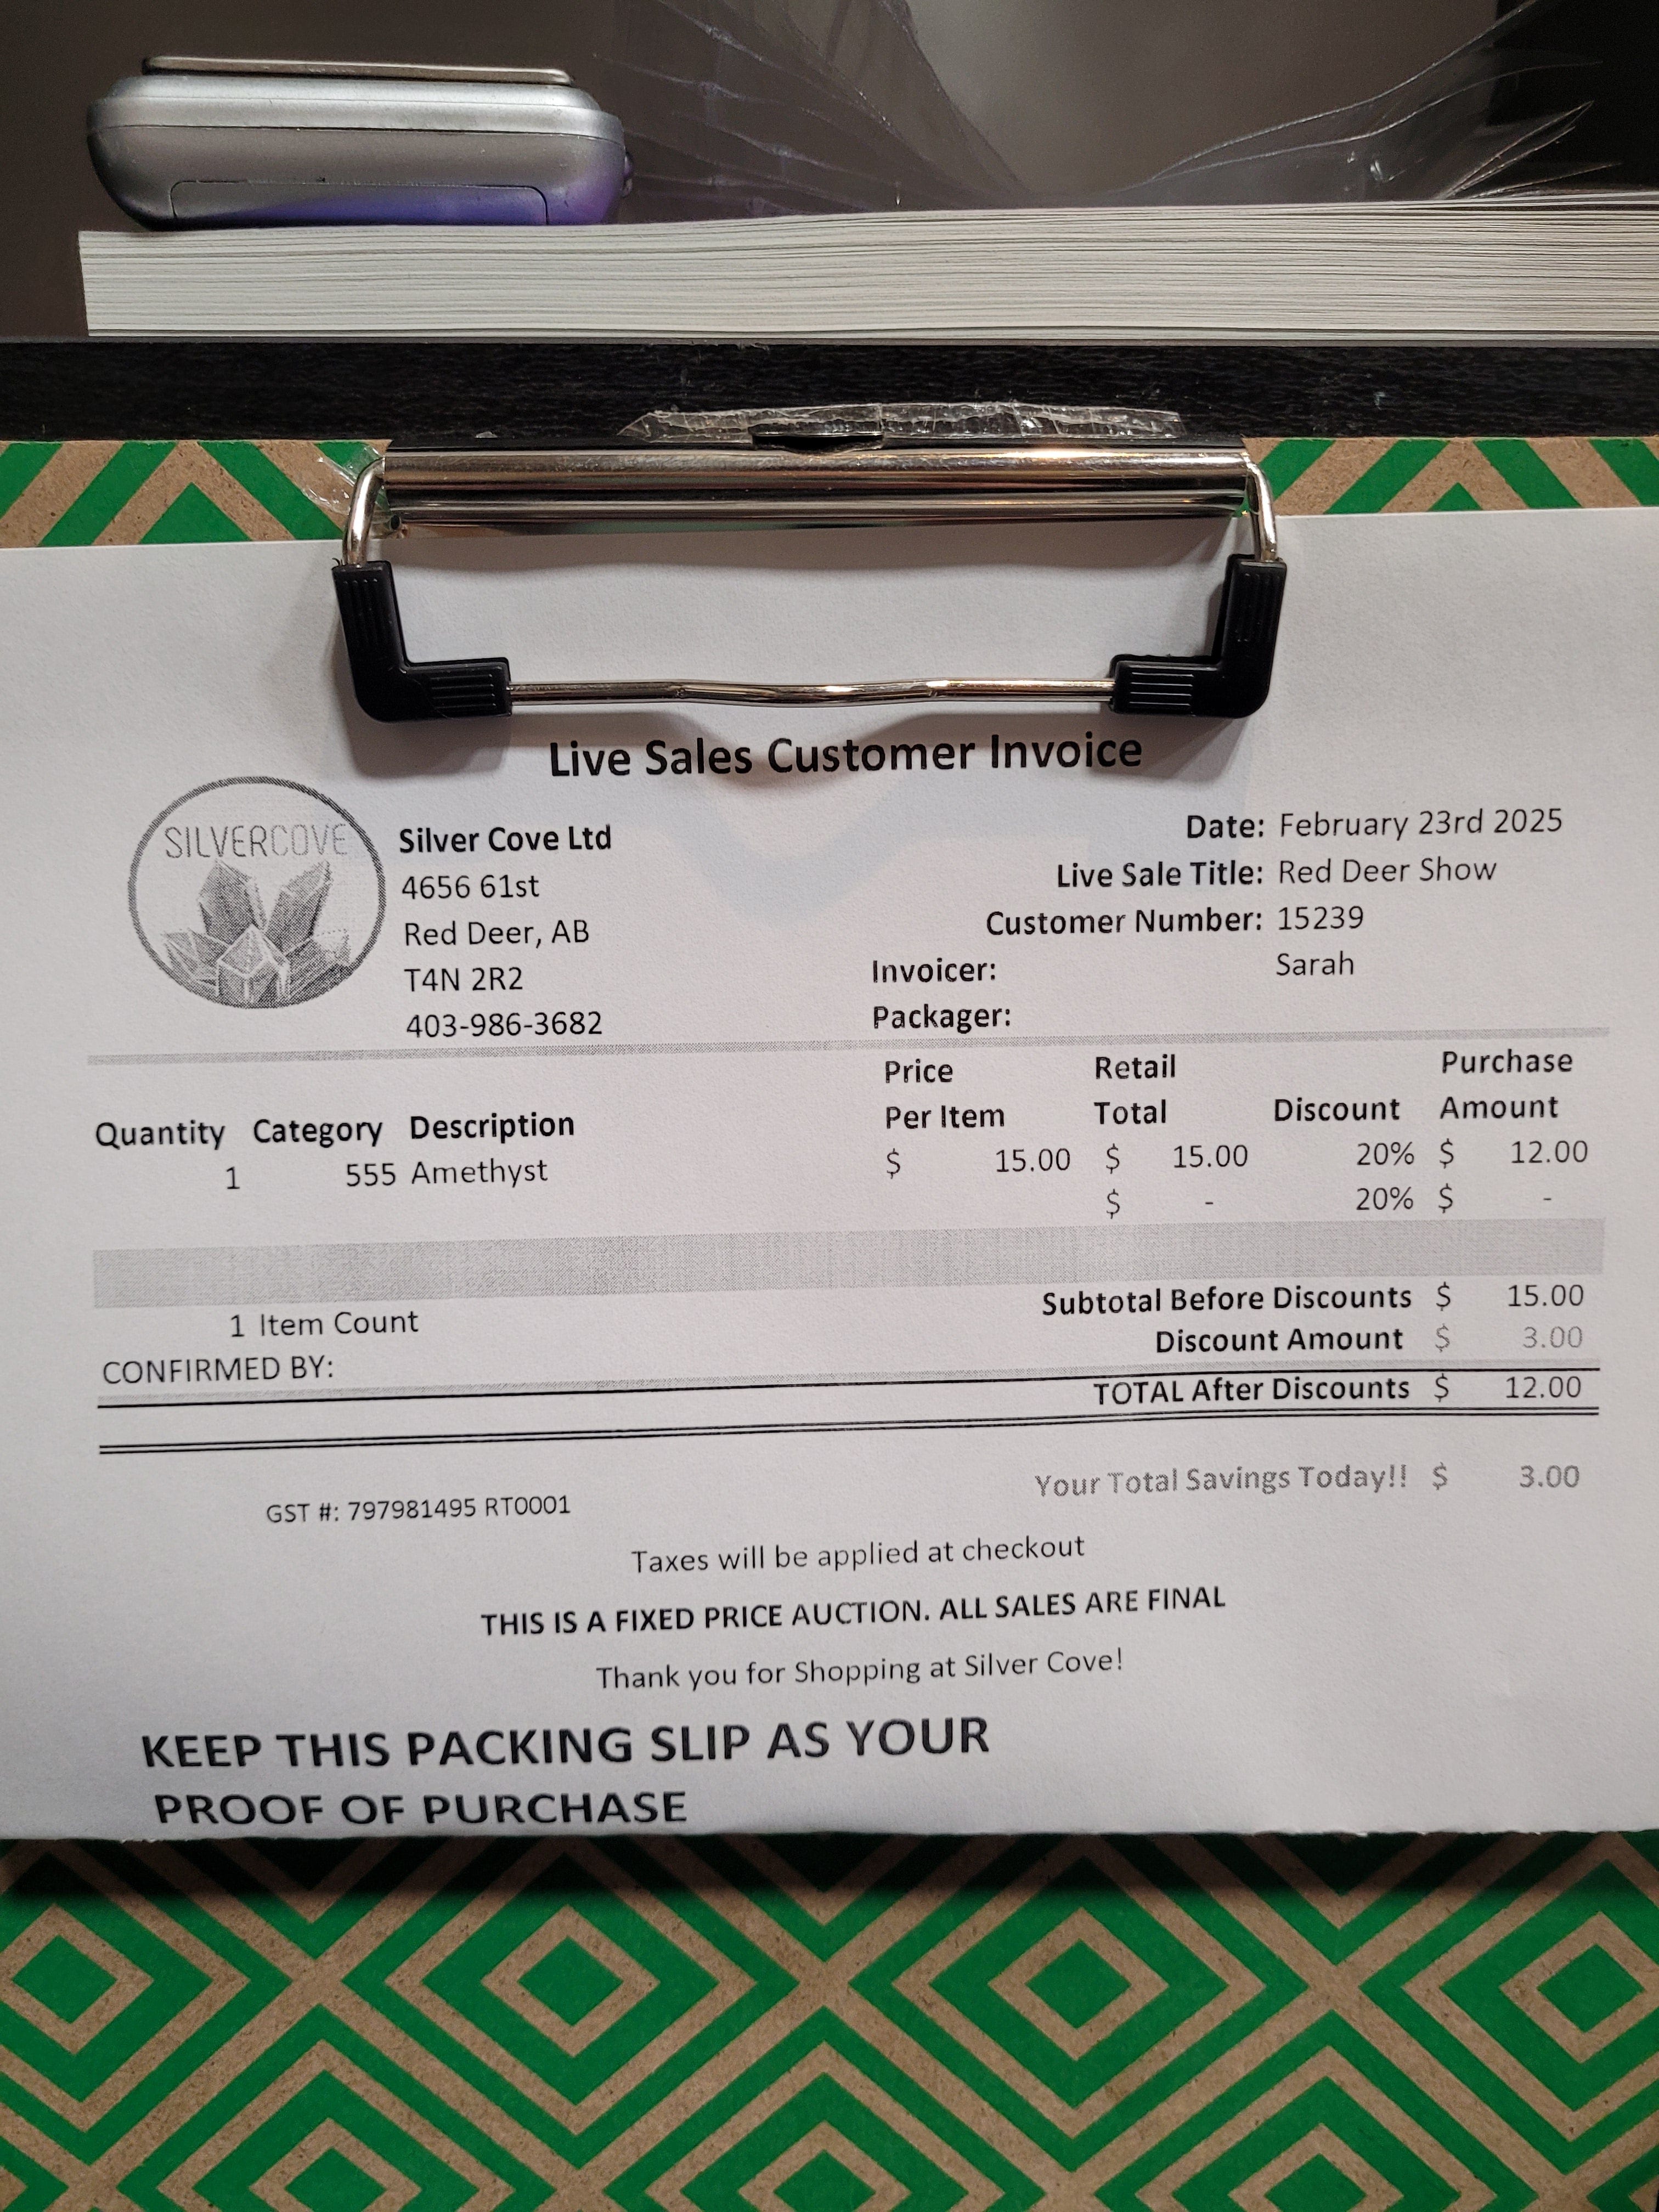 Live Sales Customer Invoice
SILVERCOVE
Silver Cove Ltd
4656 61st
Red Deer, AB
T4N 2R2
403-986-3682
Date: February 23rd 2025
Live Sale Title: Red Deer Show
Customer Number: 15239
Invoicer: Sarah
Packager:
Quantity Category Description Price Per Item Retail Total Discount Purchase Amount
1 555 Amethyst $ 15.00 $ 15.00 20% $ 12.00
$ - 20% $ -
Subtotal Before Discounts $ 15.00
1 Item Count
Discount Amount $ 3.00
CONFIRMED BY:
TOTAL After Discounts $ 12.00
Your Total Savings Today!! $ 3.00
GST #: 797981495 RT0001
Taxes will be applied at checkout
THIS IS A FIXED PRICE AUCTION. ALL SALES ARE FINAL
Thank you for Shopping at Silver Cove!
KEEP THIS PACKING SLIP AS YOUR
PROOF OF PURCHASE